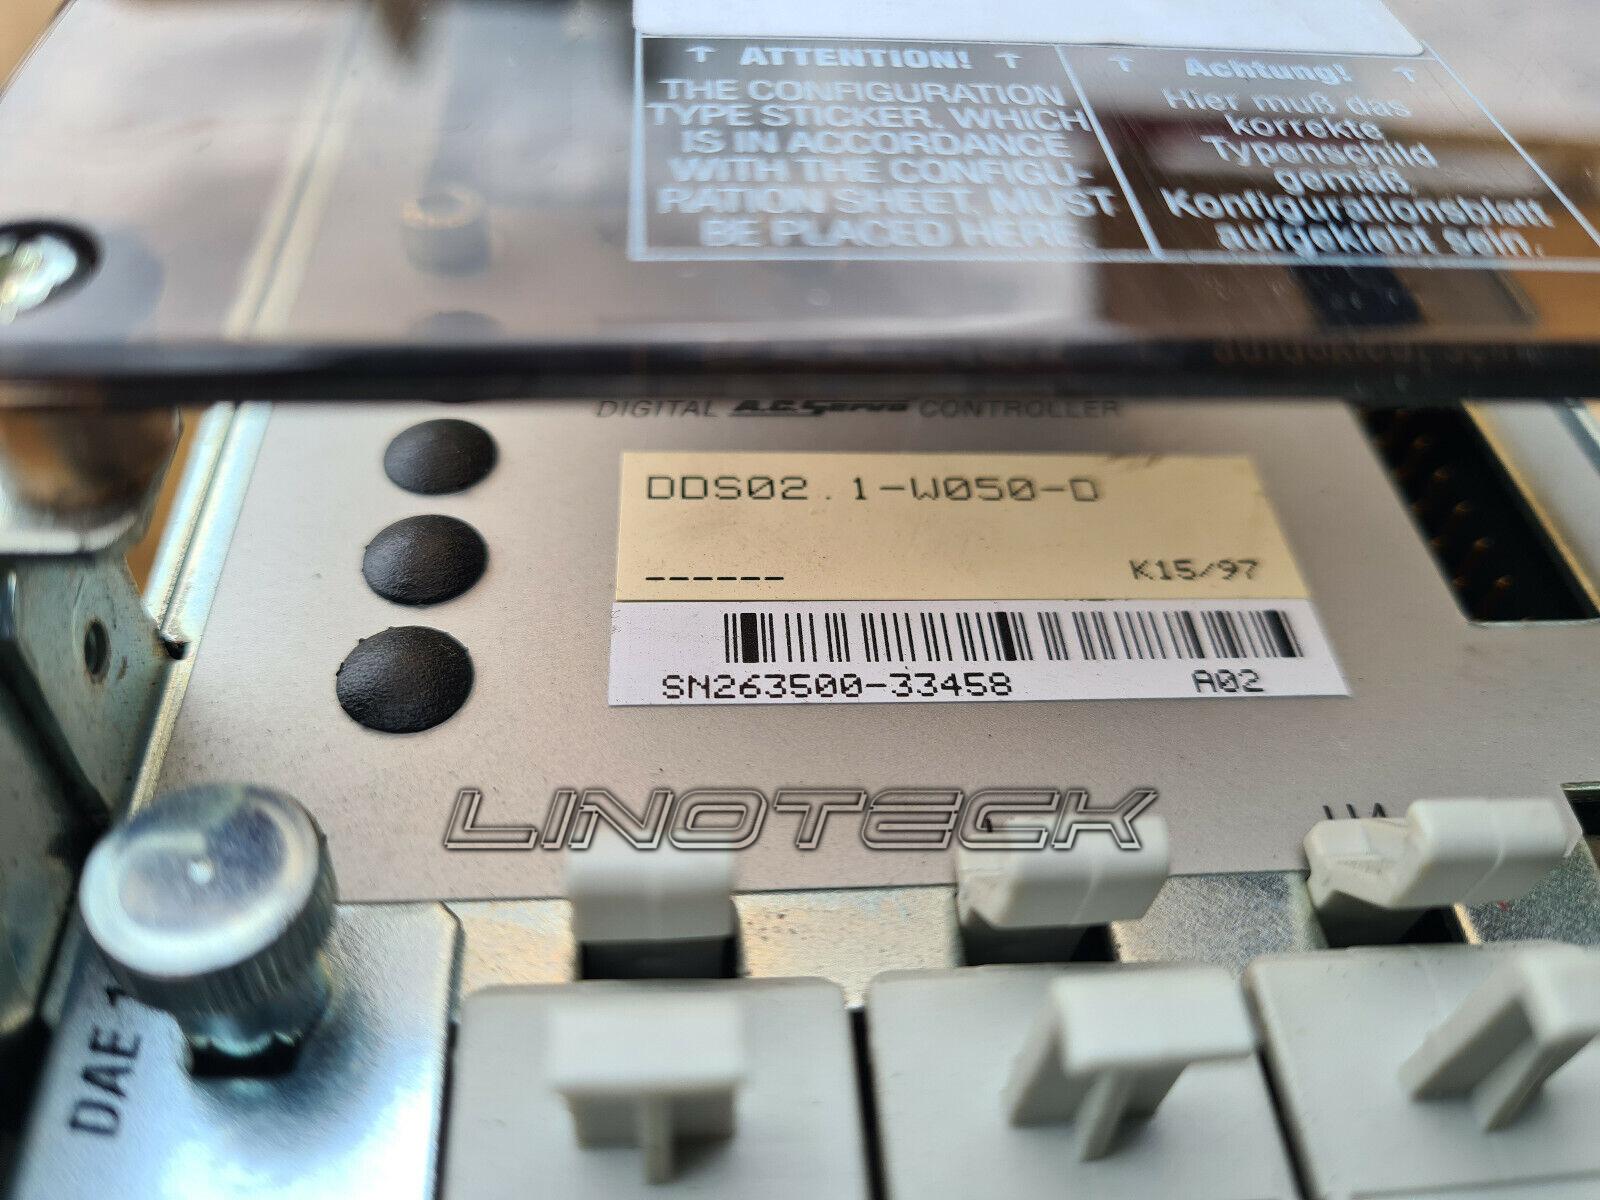 ↑ ATTENTION! ↑
THE CONFIGURATION
TYPE STICKER, WHICH
IS IN ACCORDANCE
WITH THE CONFIGU-
RATION SHEET, MUST
BE PLACED HERE.
↑ Achtung! ↑
Hier muß das
korrekte
Typenschild
gemäß
Konfigurationsblatt
aufgeklebt sein.
DIGITAL A.C. Servo CONTROLLER
DDS02.1-W050-D
------ K15/97
SN263500-33458 A02
LINOTECK
DAE 1